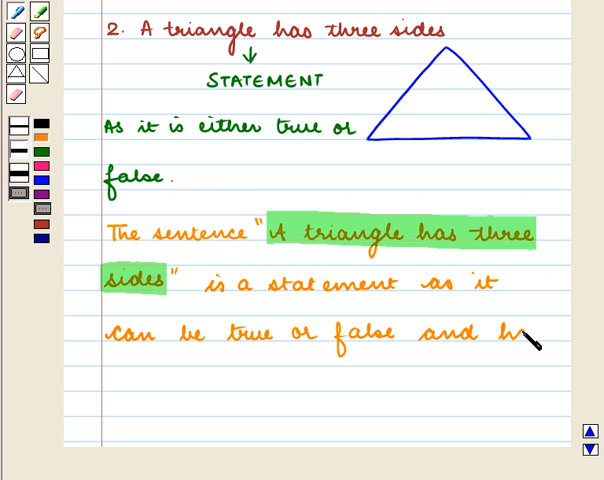 2. A triangle has three sides
STATEMENT
As it is either true or
false.
The sentence "A triangle has three
sides" is a statement as it
can be true or false and